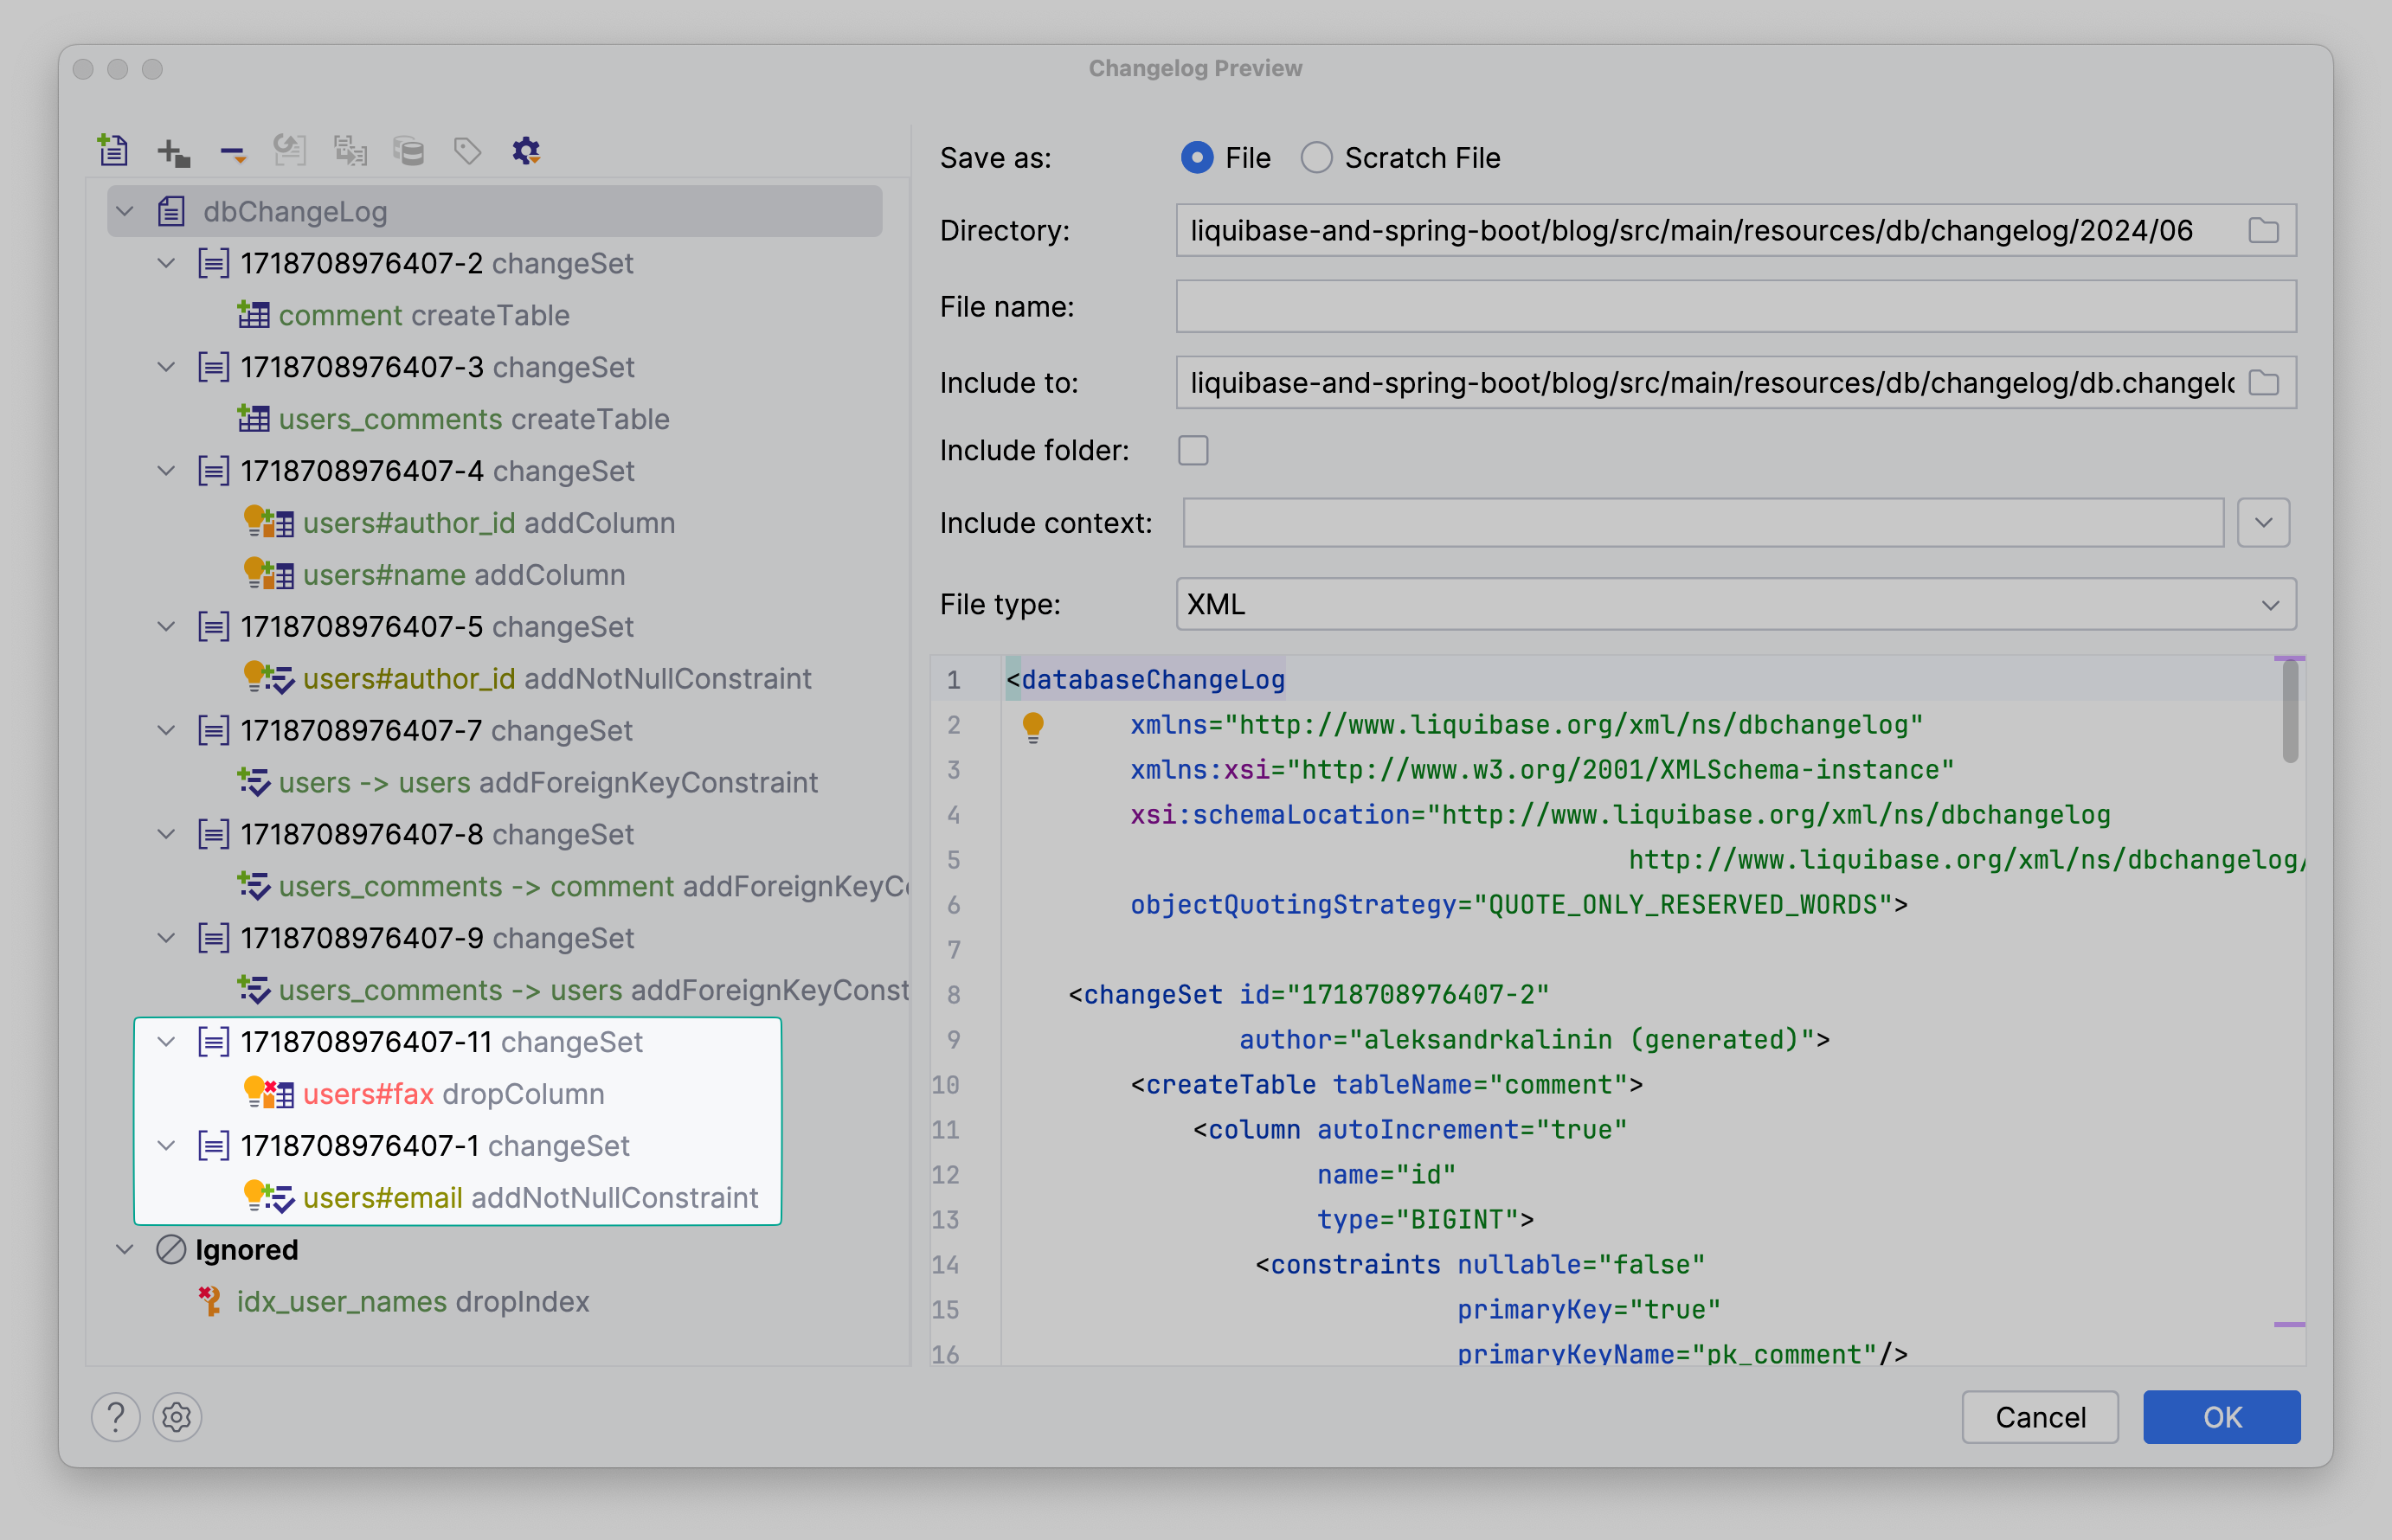 Changelog Preview
dbChangeLog
1718708976407-2 changeSet
comment createTable
1718708976407-3 changeSet
users_comments createTable
1718708976407-4 changeSet
users#author_id addColumn
users#name addColumn
1718708976407-5 changeSet
users#author_id addNotNullConstraint
1718708976407-7 changeSet
users -> users addForeignKeyConstraint
1718708976407-8 changeSet
users_comments -> comment addForeignKeyCo
1718708976407-9 changeSet
users_comments -> users addForeignKeyConst
1718708976407-11 changeSet
users#fax dropColumn
1718708976407-1 changeSet
users#email addNotNullConstraint
Ignored
idx_user_names dropIndex
Save as: File Scratch File
Directory: liquibase-and-spring-boot/blog/src/main/resources/db/changelog/2024/06
File name:
Include to: liquibase-and-spring-boot/blog/src/main/resources/db/changelog/db.changelo
Include folder:
Include context:
File type: XML
1 <databaseChangeLog
2 xmlns="http://www.liquibase.org/xml/ns/dbchangelog"
3 xmlns:xsi="http://www.w3.org/2001/XMLSchema-instance"
4 xsi:schemaLocation="http://www.liquibase.org/xml/ns/dbchangelog
5 http://www.liquibase.org/xml/ns/dbchangelog/
6 objectQuotingStrategy="QUOTE_ONLY_RESERVED_WORDS">
7
8 <changeSet id="1718708976407-2"
9 author="aleksandrkalinin (generated)">
10 <createTable tableName="comment">
11 <column autoIncrement="true"
12 name="id"
13 type="BIGINT">
14 <constraints nullable="false"
15 primaryKey="true"
16 primaryKeyName="pk_comment"/>
?
Cancel
OK